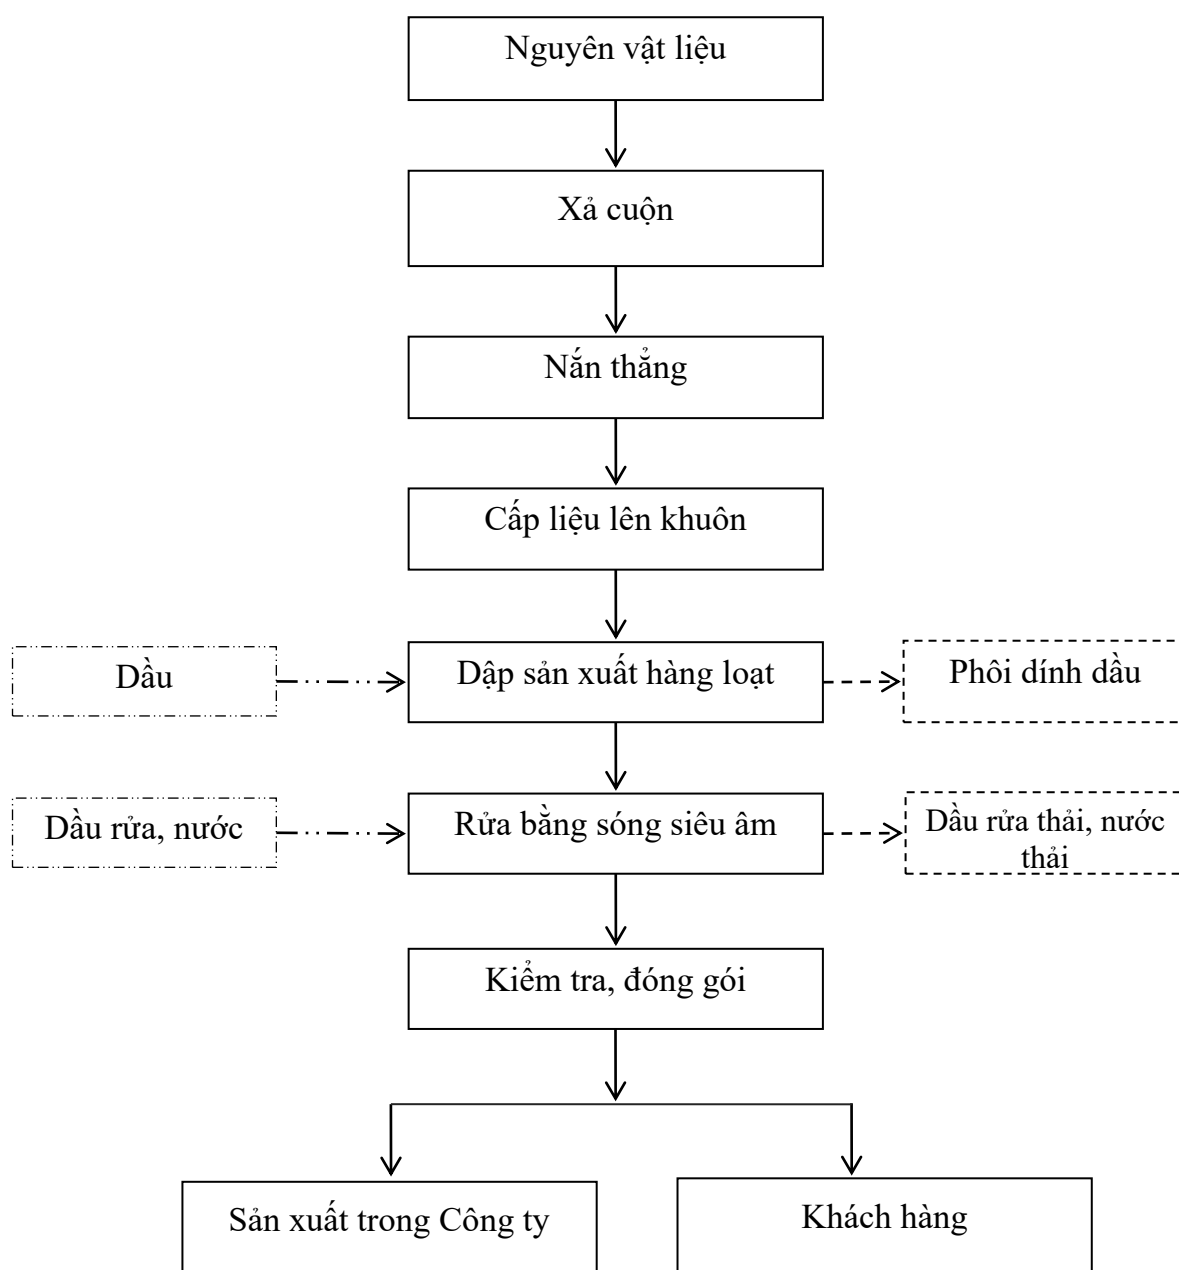 Nguyên vật liệu
Xả cuộn
Nắn thẳng
Cấp liệu lên khuôn
Dầu
Dập sản xuất hàng loạt
Phôi dính dầu
Dầu rửa, nước
Rửa bằng sóng siêu âm
Dầu rửa thải, nước
thải
Kiểm tra, đóng gói
Sản xuất trong Công ty
Khách hàng